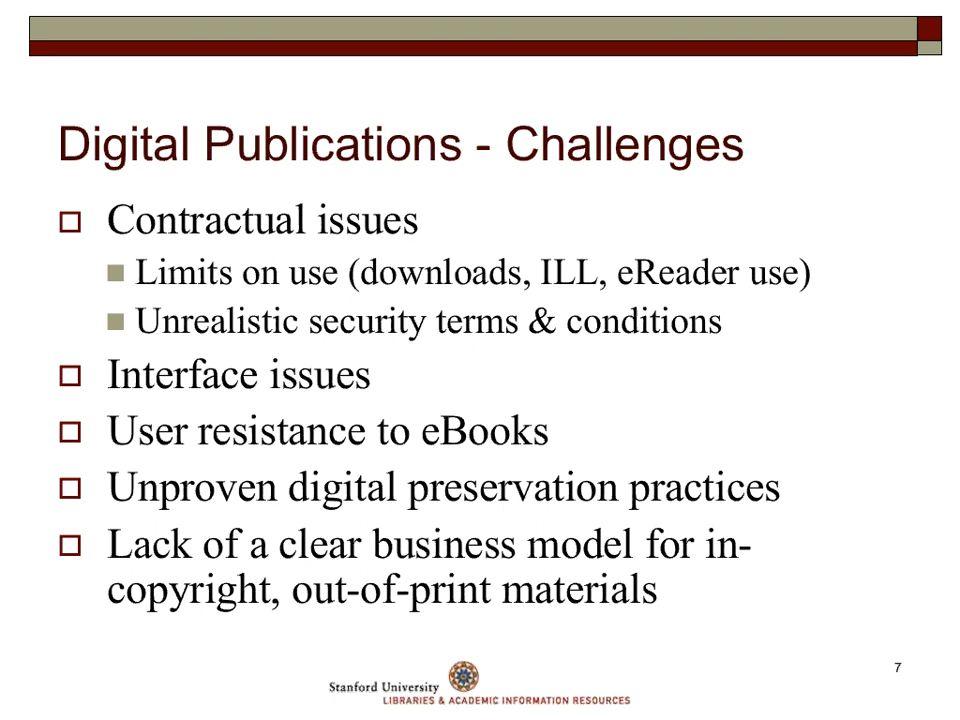 Digital Publications - Challenges
Contractual issues
Limits on use (downloads, ILL, eReader use)
Unrealistic security terms & conditions
Interface issues
User resistance to eBooks
Unproven digital preservation practices
Lack of a clear business model for in-
copyright, out-of-print materials
7
Stanford University
LIBRARIES & ACADEMIC INFORMATION RESOURCES